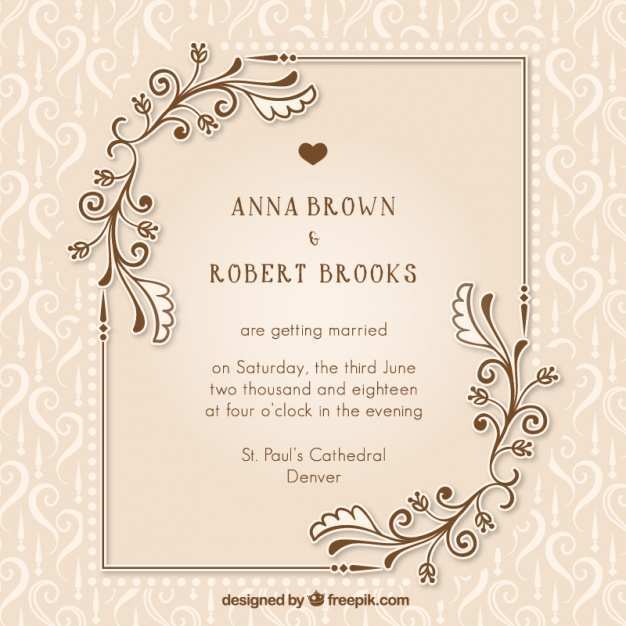 ANNA BROWN
&
ROBERT BROOKS
are getting married
on Saturday, the third June
two thousand and eighteen
at four o'clock in the evening
St. Paul's Cathedral
Denver
designed by freepik.com